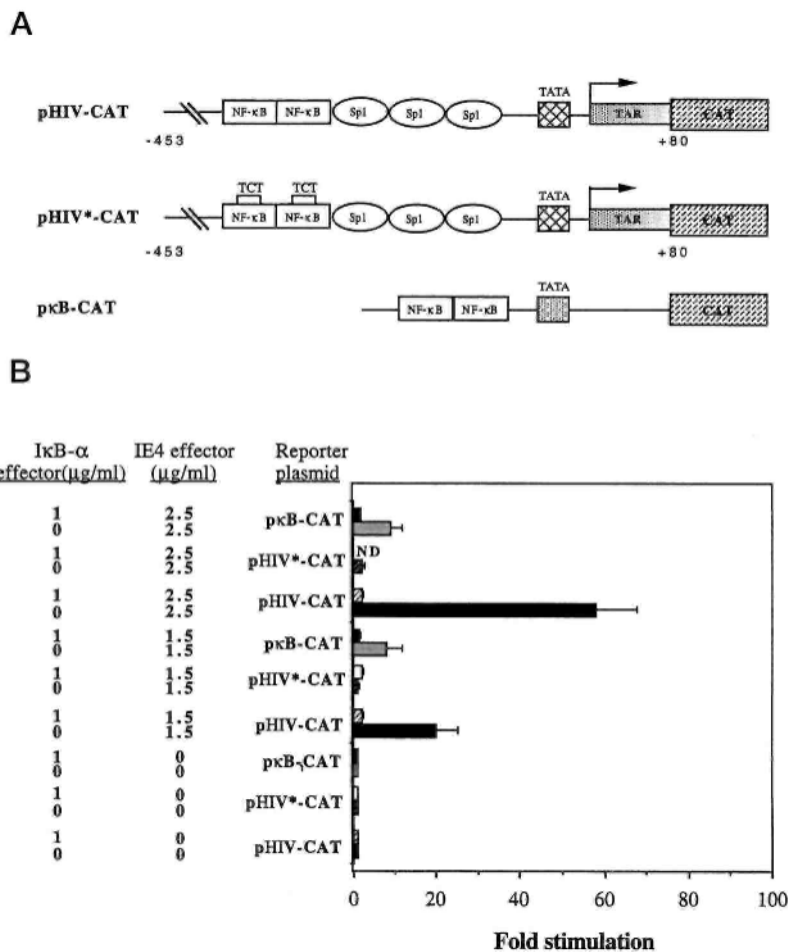 A
TATA
pHIV-CAT NF-κB NF-κB Sp1 Sp1 Sp1 TAR CAT
-453 +80
TCT TCT TATA
pHIV*-CAT NF-κB NF-κB Sp1 Sp1 Sp1 TAR CAT
-453 +80
TATA
pκB-CAT NF-κB NF-κB CAT
B
IκB-α IE4 effector Reporter
effector(μg/ml) (μg/ml) plasmid
1 2.5
pκB-CAT
0 2.5
1 2.5 ND
pHIV*-CAT
0 2.5
1 2.5
pHIV-CAT
0 2.5
1 1.5
pκB-CAT
0 1.5
1 1.5
pHIV*-CAT
0 1.5
1 1.5
pHIV-CAT
0 1.5
1 0
pκB-CAT
0 0
1 0
pHIV*-CAT
0 0
1 0
pHIV-CAT
0 0
0 20 40 60 80 100
Fold stimulation